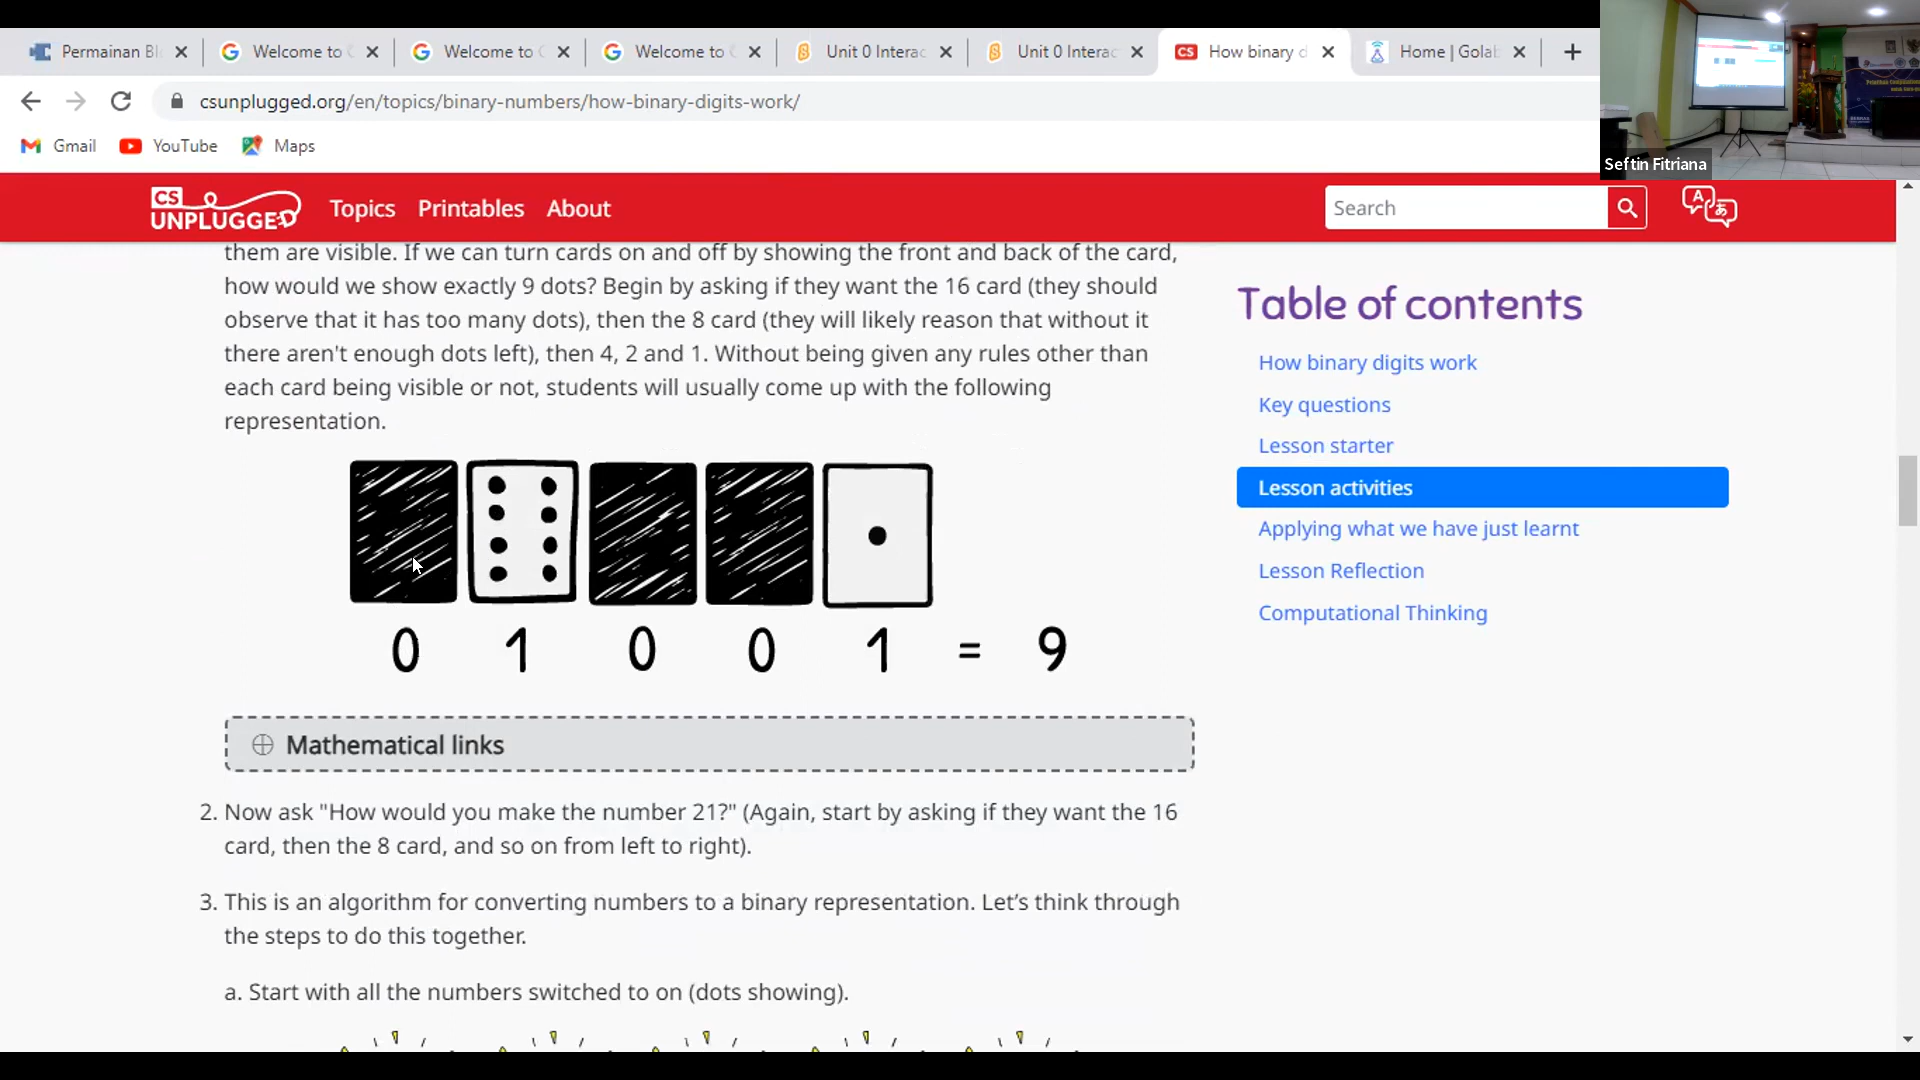 Permainan Bl
Welcome to
Welcome to
Welcome to
Unit 0 Interac
Unit 0 Interac
CS How binary d
Home | Golab
csunplugged.org/en/topics/binary-numbers/how-binary-digits-work/
Gmail
YouTube
Maps
Seftin Fitriana
CS
UNPLUGGED
Topics
Printables
About
Search
them are visible. If we can turn cards on and off by showing the front and back of the card,
how would we show exactly 9 dots? Begin by asking if they want the 16 card (they should
observe that it has too many dots), then the 8 card (they will likely reason that without it
there aren't enough dots left), then 4, 2 and 1. Without being given any rules other than
each card being visible or not, students will usually come up with the following
representation.
0 1 0 0 1 = 9
Mathematical links
2. Now ask "How would you make the number 21?" (Again, start by asking if they want the 16
card, then the 8 card, and so on from left to right).
3. This is an algorithm for converting numbers to a binary representation. Let's think through
the steps to do this together.
a. Start with all the numbers switched to on (dots showing).
Table of contents
How binary digits work
Key questions
Lesson starter
Lesson activities
Applying what we have just learnt
Lesson Reflection
Computational Thinking